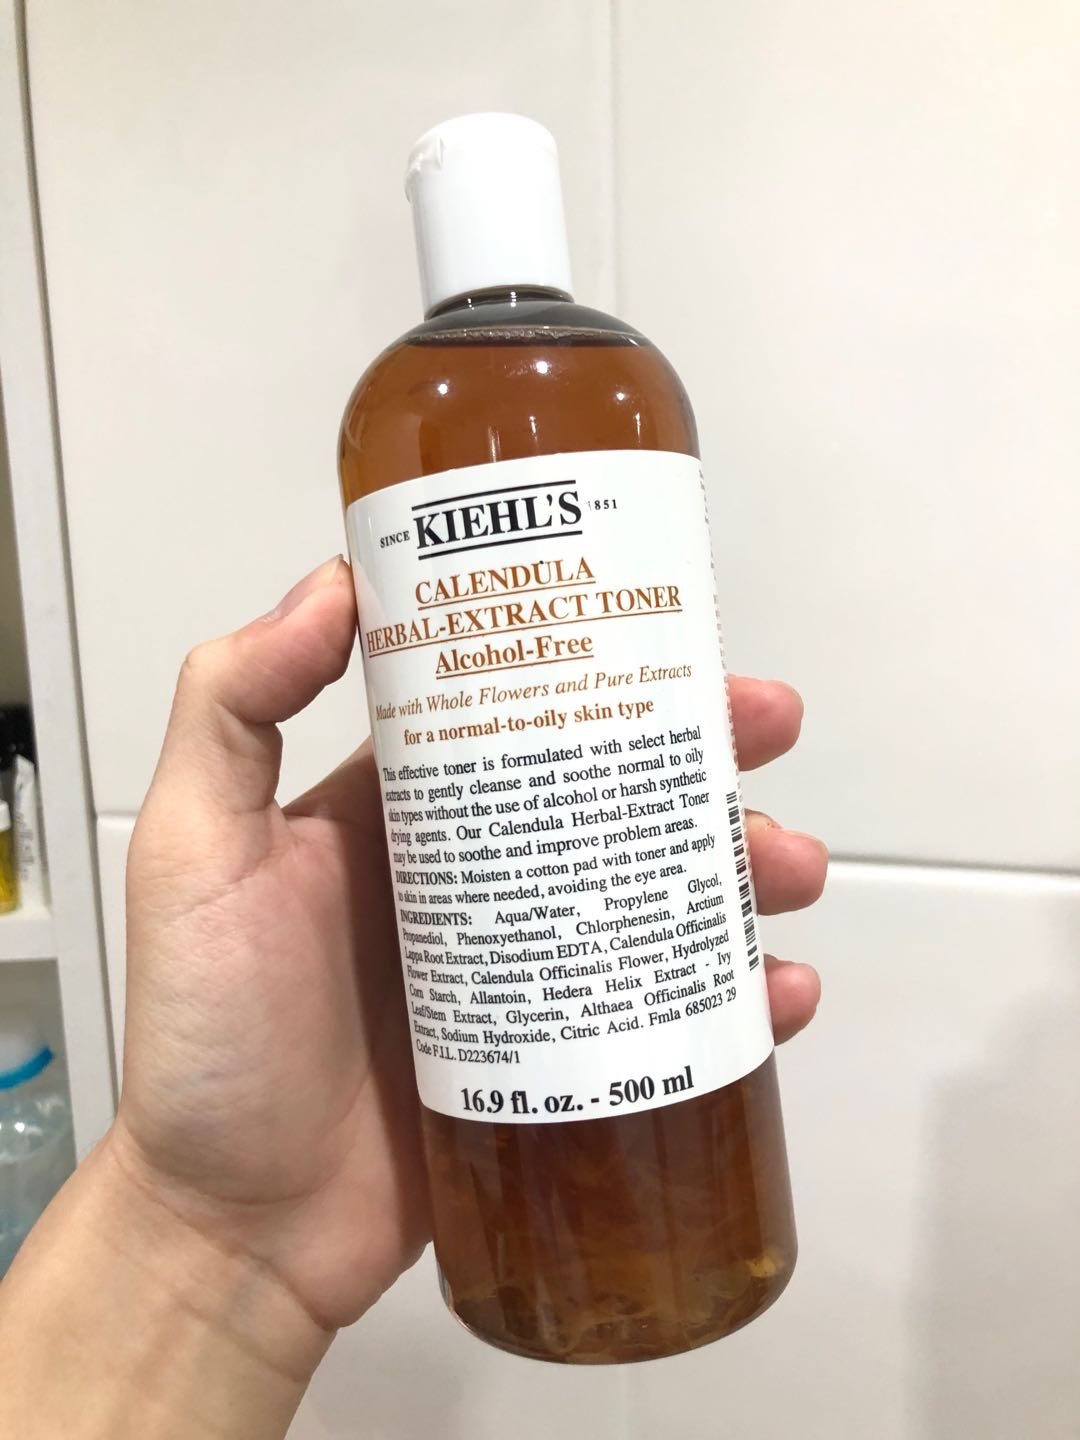 SINCE KIEHL'S 1851
CALENDULA
HERBAL-EXTRACT TONER
Alcohol-Free
Made with Whole Flowers and Pure Extracts
for a normal-to-oily skin type
This effective toner is formulated with select herbal
extracts to gently cleanse and soothe normal to oily
skin types without the use of alcohol or harsh synthetic
drying agents. Our Calendula Herbal-Extract Toner
may be used to soothe and improve problem areas.
DIRECTIONS: Moisten a cotton pad with toner and apply
to skin in areas where needed, avoiding the eye area.
INGREDIENTS: Aqua/Water, Propylene Glycol,
Propanediol, Phenoxyethanol, Chlorphenesin, Arctium
Lappa Root Extract, Disodium EDTA, Calendula Officinalis
Flower Extract, Calendula Officinalis Flower, Hydrolyzed
Corn Starch, Allantoin, Hedera Helix Extract - Ivy
Leaf/Stem Extract, Glycerin, Althaea Officinalis Root
Extract, Sodium Hydroxide, Citric Acid. Fmla 685023 29
Code F.I.L. D223674/1
16.9 fl. oz. - 500 ml